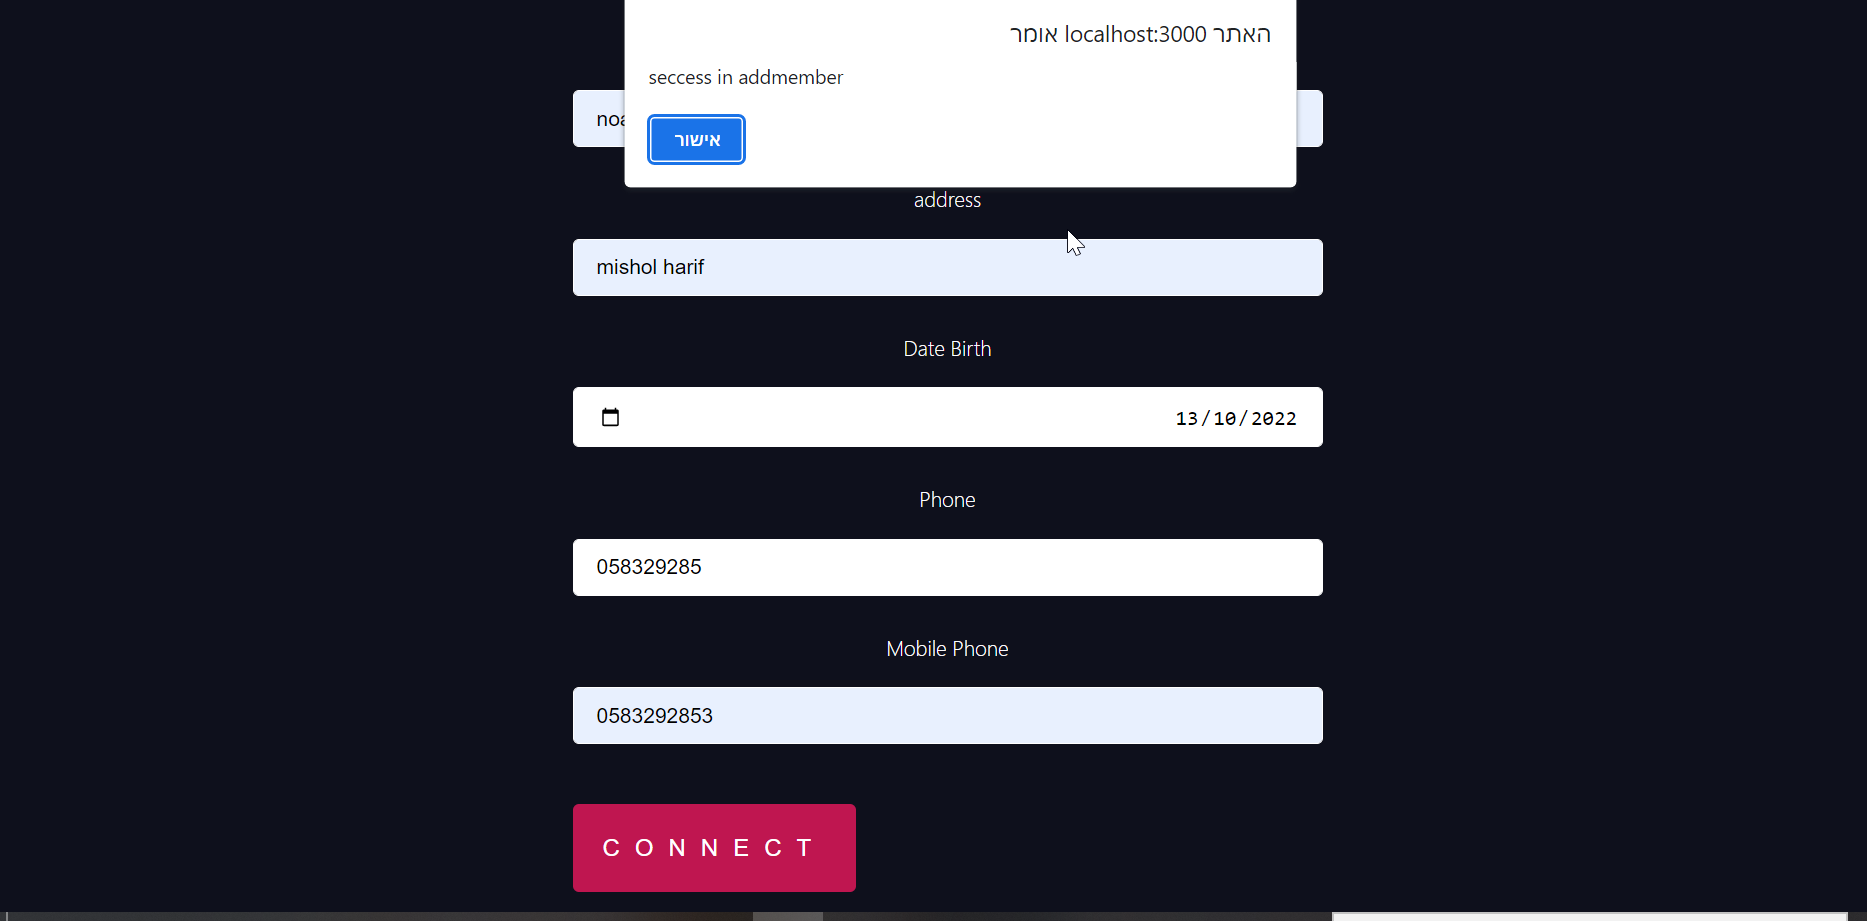 האתר localhost:3000 אומר
seccess in addmember
אישור
address
mishol harif
Date Birth
13/10/2022
Phone
058329285
Mobile Phone
0583292853
CONNECT